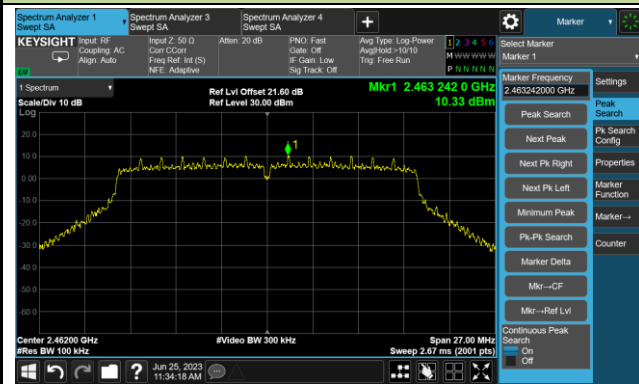 Spectrum Analyzer 1
Swept SA
Spectrum Analyzer 3
Swept SA
Spectrum Analyzer 4
Swept SA
Marker
KEYSIGHT
Input: RF
Coupling: AC
Align: Auto
Input Z: 50 Ω
Corr CCorr
Freq Ref: Int (S)
NFE: Adaptive
Atten: 20 dB
PNO: Fast
Gate: Off
IF Gain: Low
Sig Track: Off
Avg Type: Log-Power
Avg|Hold:>10/10
Trig: Free Run
1 2 3 4 5 6
M W W W W W
P N N N N N
Select Marker
Marker 1
LXI
1 Spectrum
Scale/Div 10 dB
Log
Ref Lvl Offset 21.60 dB
Ref Level 30.00 dBm
Mkr1 2.463 242 0 GHz
10.33 dBm
1
20.0
10.0
0.00
-10.0
-20.0
-30.0
-40.0
-50.0
-60.0
Center 2.46200 GHz
#Res BW 100 kHz
#Video BW 300 kHz
Span 27.00 MHz
Sweep 2.67 ms (2001 pts)
Marker Frequency
2.463242000 GHz
Peak Search
Next Peak
Next Pk Right
Next Pk Left
Minimum Peak
Pk-Pk Search
Marker Delta
Mkr→CF
Mkr→Ref Lvl
Continuous Peak
Search
On
Off
Settings
Peak
Search
Pk Search
Config
Properties
Marker
Function
Marker→
Counter
Jun 25, 2023
11:34:18 AM